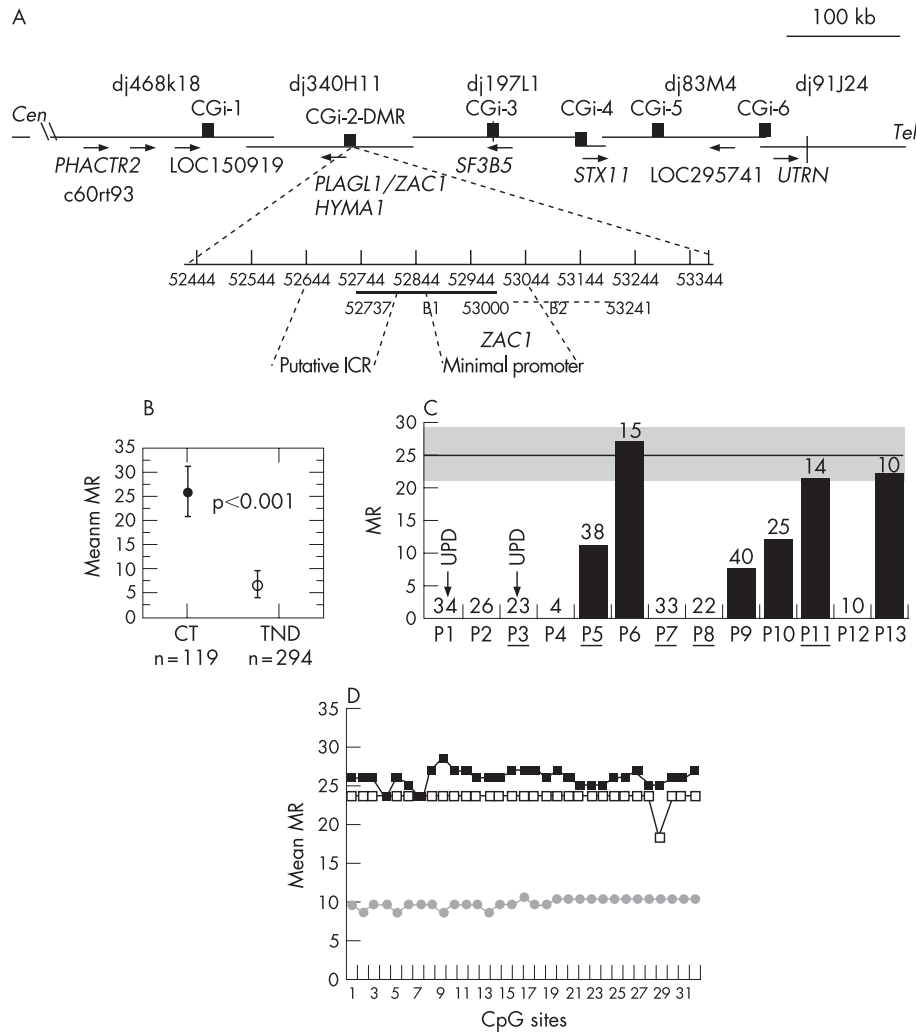 A
100 kb
dj468k18 dj340H11 dj197L1 dj83M4 dj91J24
Cen CGi-1 CGi-2-DMR CGi-3 CGi-4 CGi-5 CGi-6 Tel
PHACTR2 LOC150919 SF3B5 STX11 LOC295741 UTRN
c60rt93
PLAGL1/ZAC1
HYMA1
52444 52544 52644 52744 52844 52944 53044 53144 53244 53344
52737 B1 53000 B2 53241
ZAC1
Putative ICR Minimal promoter
B
Meanm MR
35
30
25
20
15
10
5
0
p<0.001
CT TND
n=119 n=294
C
MR
30
25
20
15
10
5
0
UPD UPD
34 26 23 4 38 15 33 22 40 25 14 10 10
P1 P2 P3 P4 P5 P6 P7 P8 P9 P10 P11 P12 P13
D
Mean MR
35
30
25
20
15
10
5
0
1 3 5 7 9 11 13 15 17 19 21 23 25 27 29 31
CpG sites